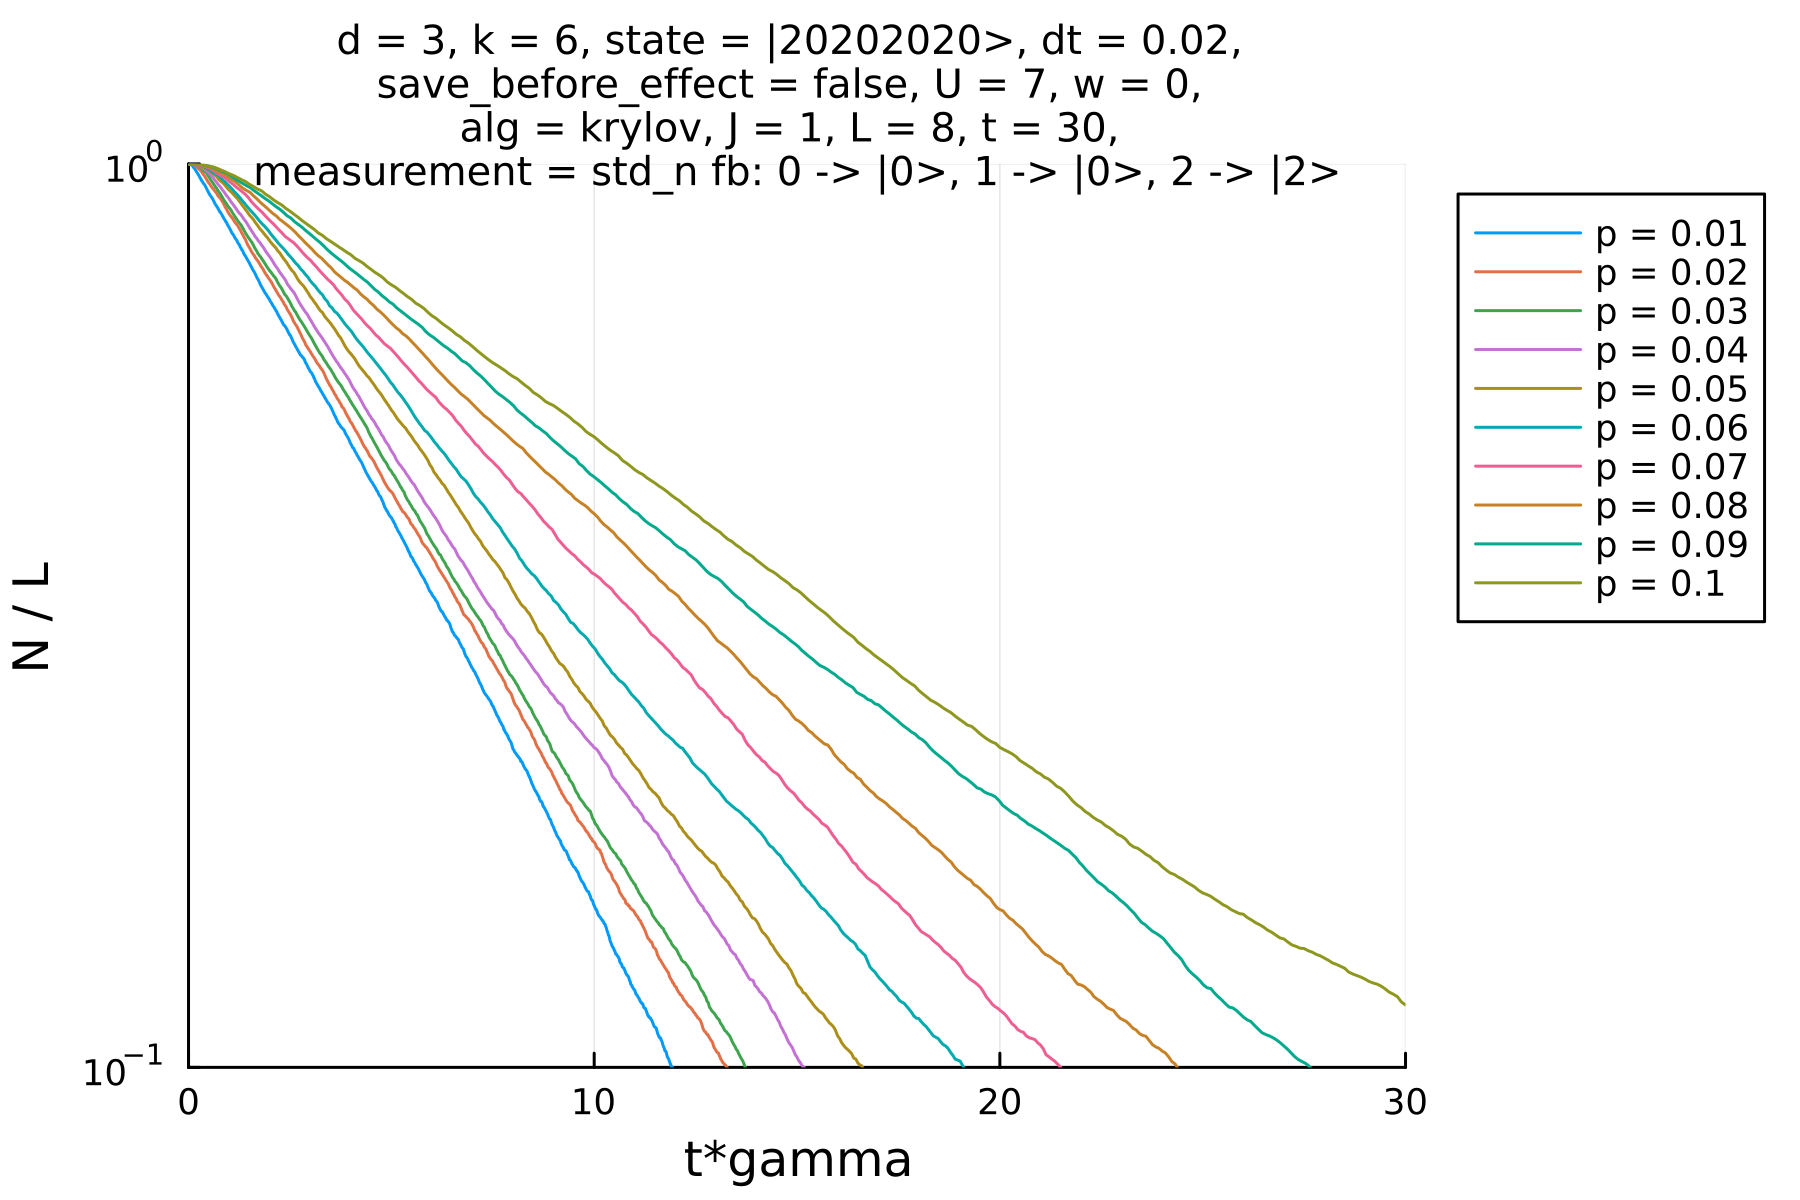 d = 3, k = 6, state = |20202020>, dt = 0.02,
save_before_effect = false, U = 7, w = 0,
alg = krylov, J = 1, L = 8, t = 30,
measurement = std_n fb: 0 -> |0>, 1 -> |0>, 2 -> |2>
10⁰
10⁻¹
N / L
0 10 20 30
t*gamma
p = 0.01
p = 0.02
p = 0.03
p = 0.04
p = 0.05
p = 0.06
p = 0.07
p = 0.08
p = 0.09
p = 0.1